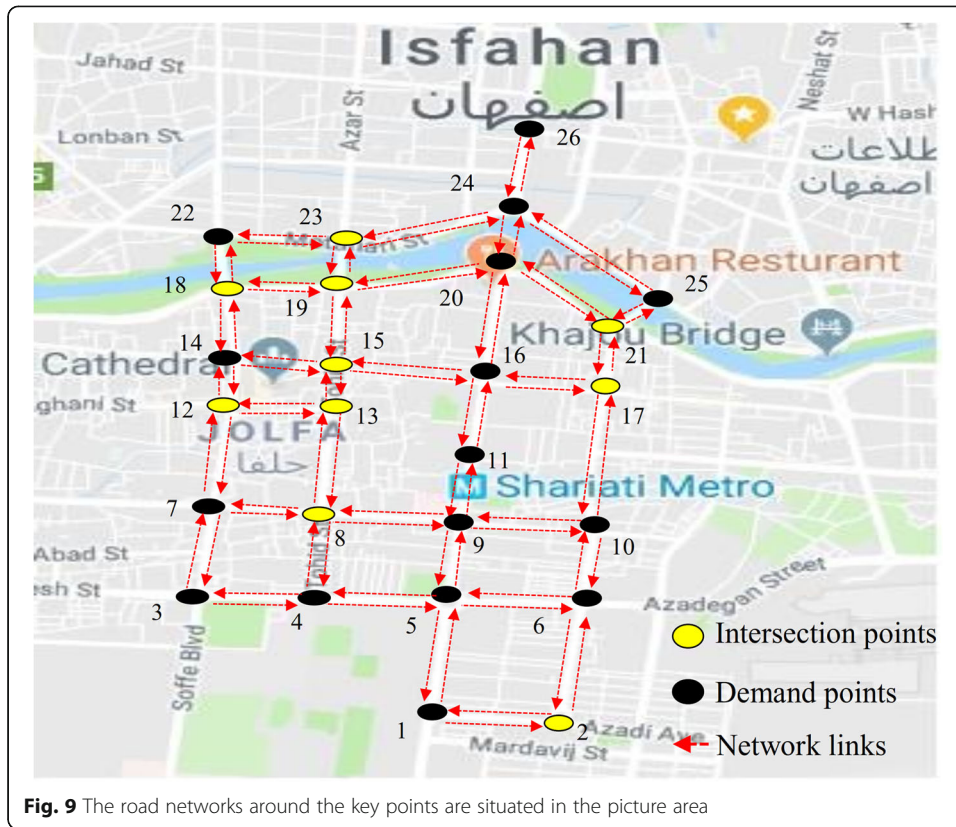 Isfahan
اصفهان
Jahad St
Neshat St
Azar St
Lonban St
W Hash
26
طلاعات
اصفهان
5
24
22
23
Arakhan Resturant
25
18
19
20
Khajou Bridge
14
15
Cathedral
21
16
ghani St
12
13
17
JOLFA
جلفا
11
Shariati Metro
7
8
9
10
Abad St
esh St
Azadegan Street
3
4
5
6
Soffe Blvd
Intersection points
Demand points
1
2
Azadi Ave
Mardavij St
Network links
Fig. 9 The road networks around the key points are situated in the picture area